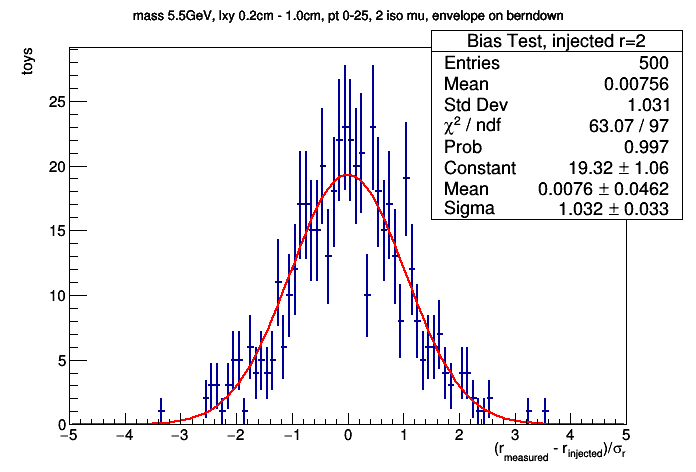 mass 5.5GeV, lxy 0.2cm - 1.0cm, pt 0-25, 2 iso mu, envelope on berndown
Bias Test, injected r=2
Entries 500
Mean 0.00756
Std Dev 1.031
χ² / ndf 63.07 / 97
Prob 0.997
Constant 19.32 ± 1.06
Mean 0.0076 ± 0.0462
Sigma 1.032 ± 0.033
toys
25
20
15
10
5
0
−5 −4 −3 −2 −1 0 1 2 3 4 5
(r_measured - r_injected)/σ_r